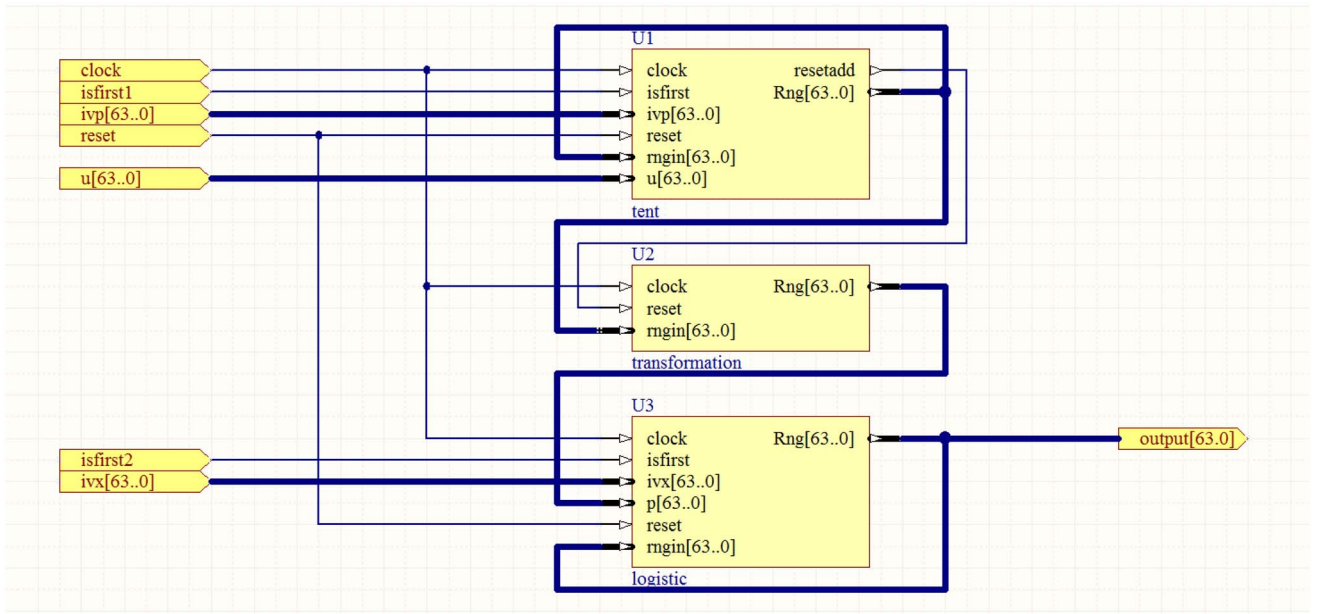 U1
clock
isfirst1
ivp[63..0]
reset
u[63..0]
clock
isfirst
ivp[63..0]
reset
rngin[63..0]
u[63..0]
resetadd
Rng[63..0]
tent
U2
clock
reset
rngin[63..0]
Rng[63..0]
transformation
U3
isfirst2
ivx[63..0]
clock
isfirst
ivx[63..0]
p[63..0]
reset
rngin[63..0]
Rng[63..0]
logistic
output[63.0]